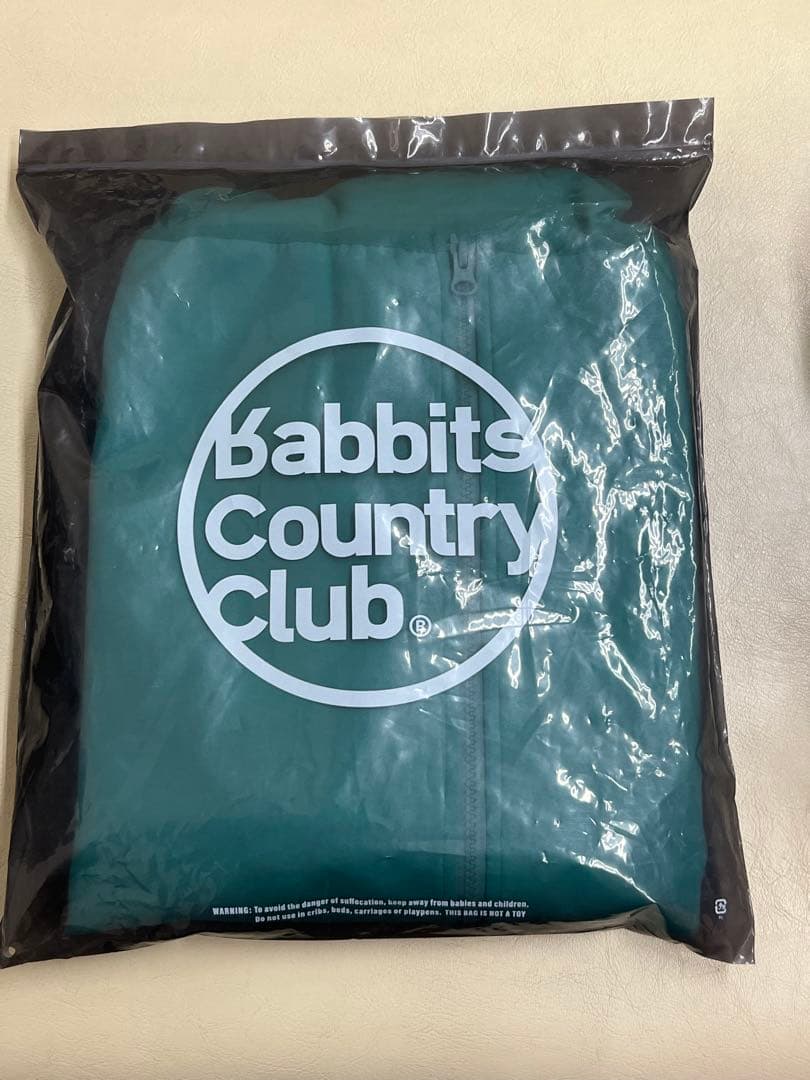 Rabbits
Country
Club®
WARNING: To avoid the danger of suffocation, keep away from babies and children.
Do not use in cribs, beds, carriages or playpens. THIS BAG IS NOT A TOY